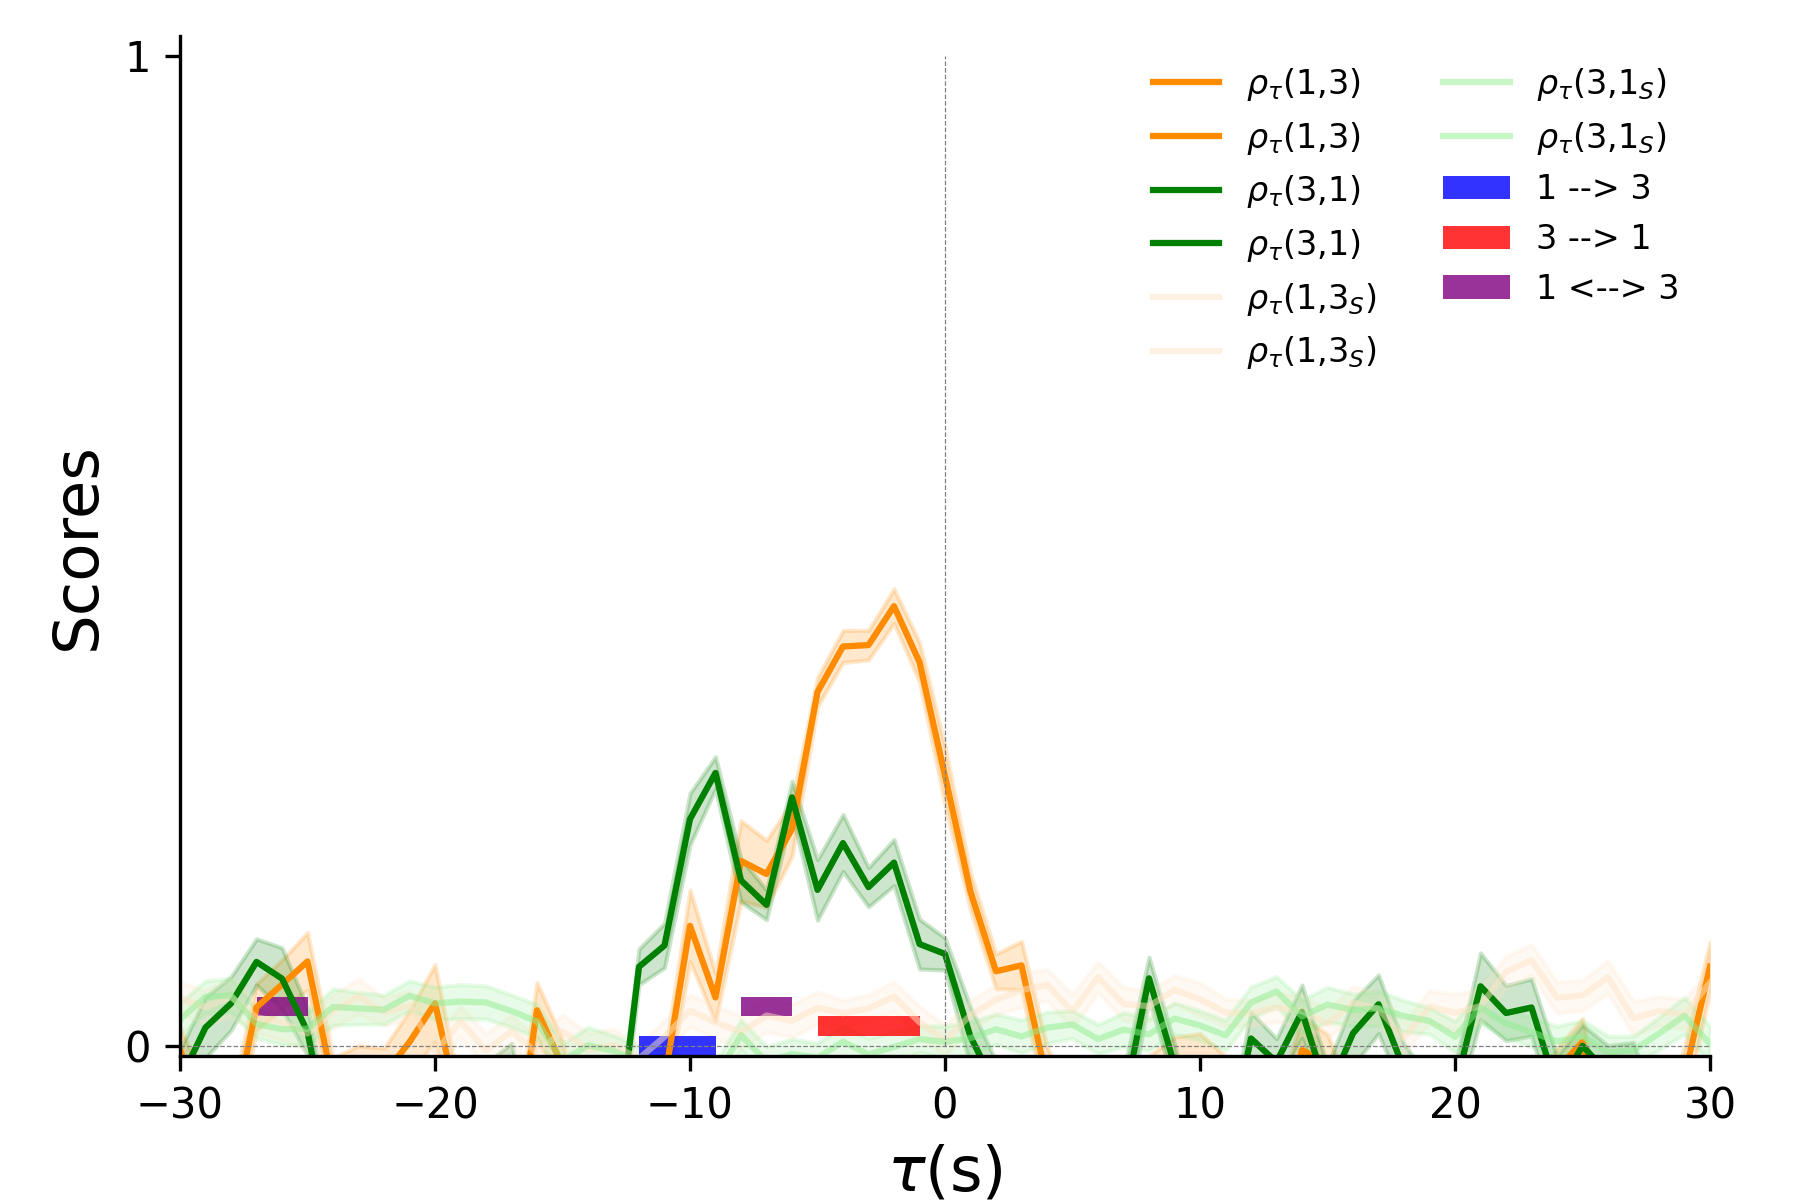 Scores
1
0
ρτ(1,3)
ρτ(1,3)
ρτ(3,1)
ρτ(3,1)
ρτ(1,3S)
ρτ(1,3S)
ρτ(3,1S)
ρτ(3,1S)
1 --> 3
3 --> 1
1 <--> 3
−30 −20 −10 0 10 20 30
τ(s)